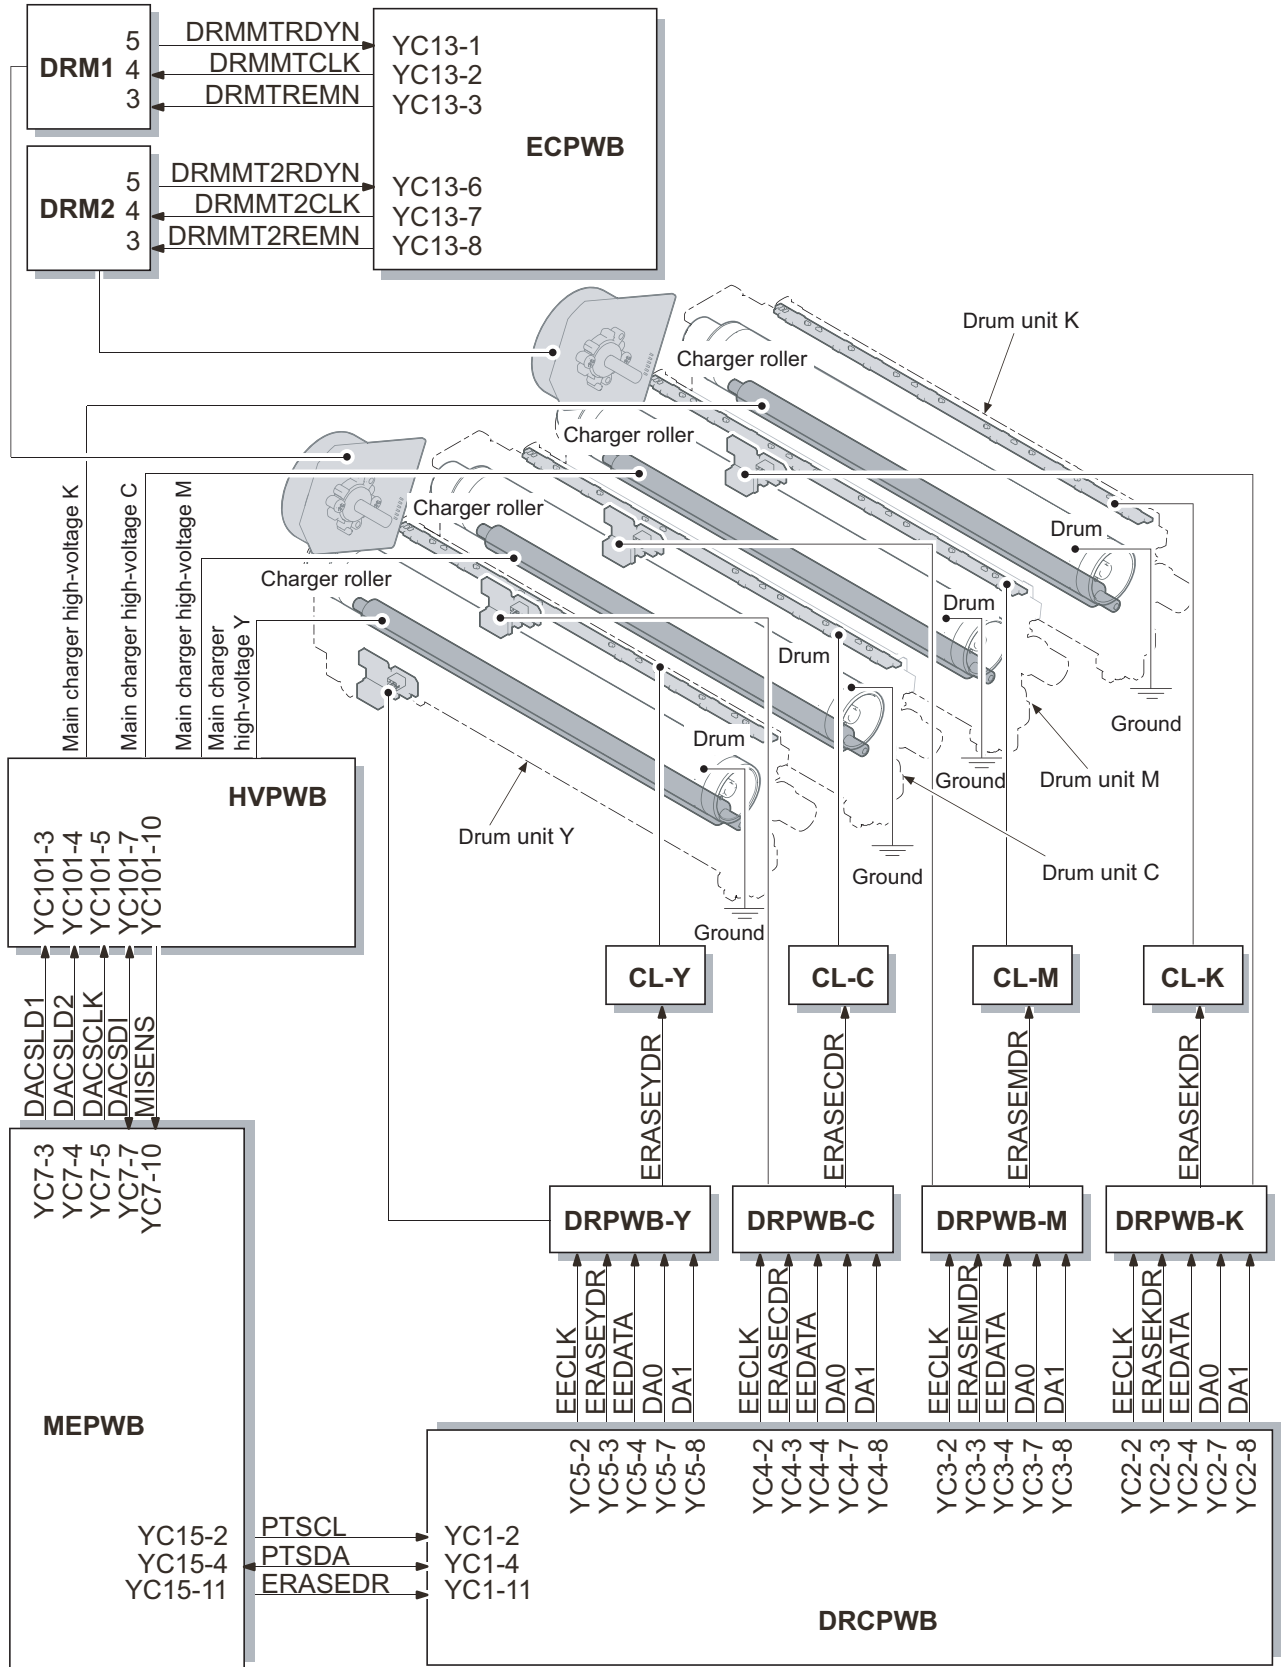 DRM1
5
4
3
DRMMTRDYN
DRMMTCLK
DRMTREMN
YC13-1
YC13-2
YC13-3
ECPWB
DRM2
5
4
3
DRMMT2RDYN
DRMMT2CLK
DRMMT2REMN
YC13-6
YC13-7
YC13-8
Drum unit K
Charger roller
Charger roller
Charger roller
Charger roller
Drum
Drum
Drum
Drum
Main charger high-voltage K
Main charger high-voltage C
Main charger high-voltage M
Main charger
high-voltage Y
Ground
Ground
Ground
Ground
Drum unit M
Drum unit C
Drum unit Y
HVPWB
YC101-3
YC101-4
YC101-5
YC101-7
YC101-10
DACSLD1
DACSLD2
DACSCLK
DACSDI
MISENS
YC7-3
YC7-4
YC7-5
YC7-7
YC7-10
CL-Y
CL-C
CL-M
CL-K
ERASEYDR
ERASECDR
ERASEMDR
ERASEKDR
DRPWB-Y
DRPWB-C
DRPWB-M
DRPWB-K
EECLK
ERASEYDR
EEDATA
DA0
DA1
EECLK
ERASECDR
EEDATA
DA0
DA1
EECLK
ERASEMDR
EEDATA
DA0
DA1
EECLK
ERASEKDR
EEDATA
DA0
DA1
YC5-2
YC5-3
YC5-4
YC5-7
YC5-8
YC4-2
YC4-3
YC4-4
YC4-7
YC4-8
YC3-2
YC3-3
YC3-4
YC3-7
YC3-8
YC2-2
YC2-3
YC2-4
YC2-7
YC2-8
MEPWB
YC15-2
YC15-4
YC15-11
PTSCL
PTSDA
ERASEDR
YC1-2
YC1-4
YC1-11
DRCPWB